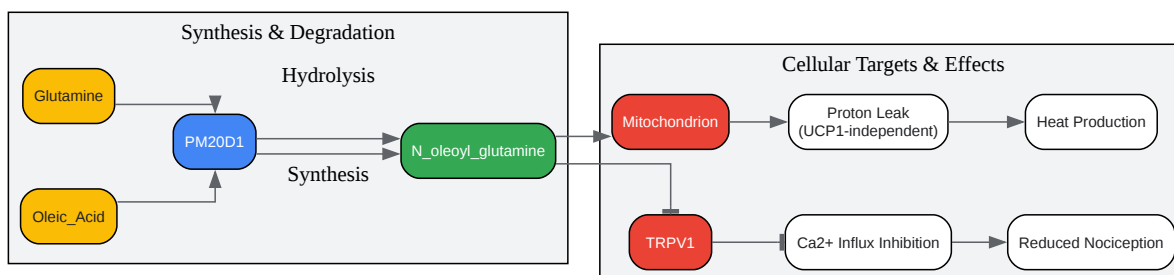 Synthesis & Degradation
Hydrolysis
Glutamine
PM20D1
N_oleoyl_glutamine
Synthesis
Oleic_Acid
Cellular Targets & Effects
Mitochondrion
Proton Leak
(UCP1-independent)
Heat Production
TRPV1
Ca2+ Influx Inhibition
Reduced Nociception